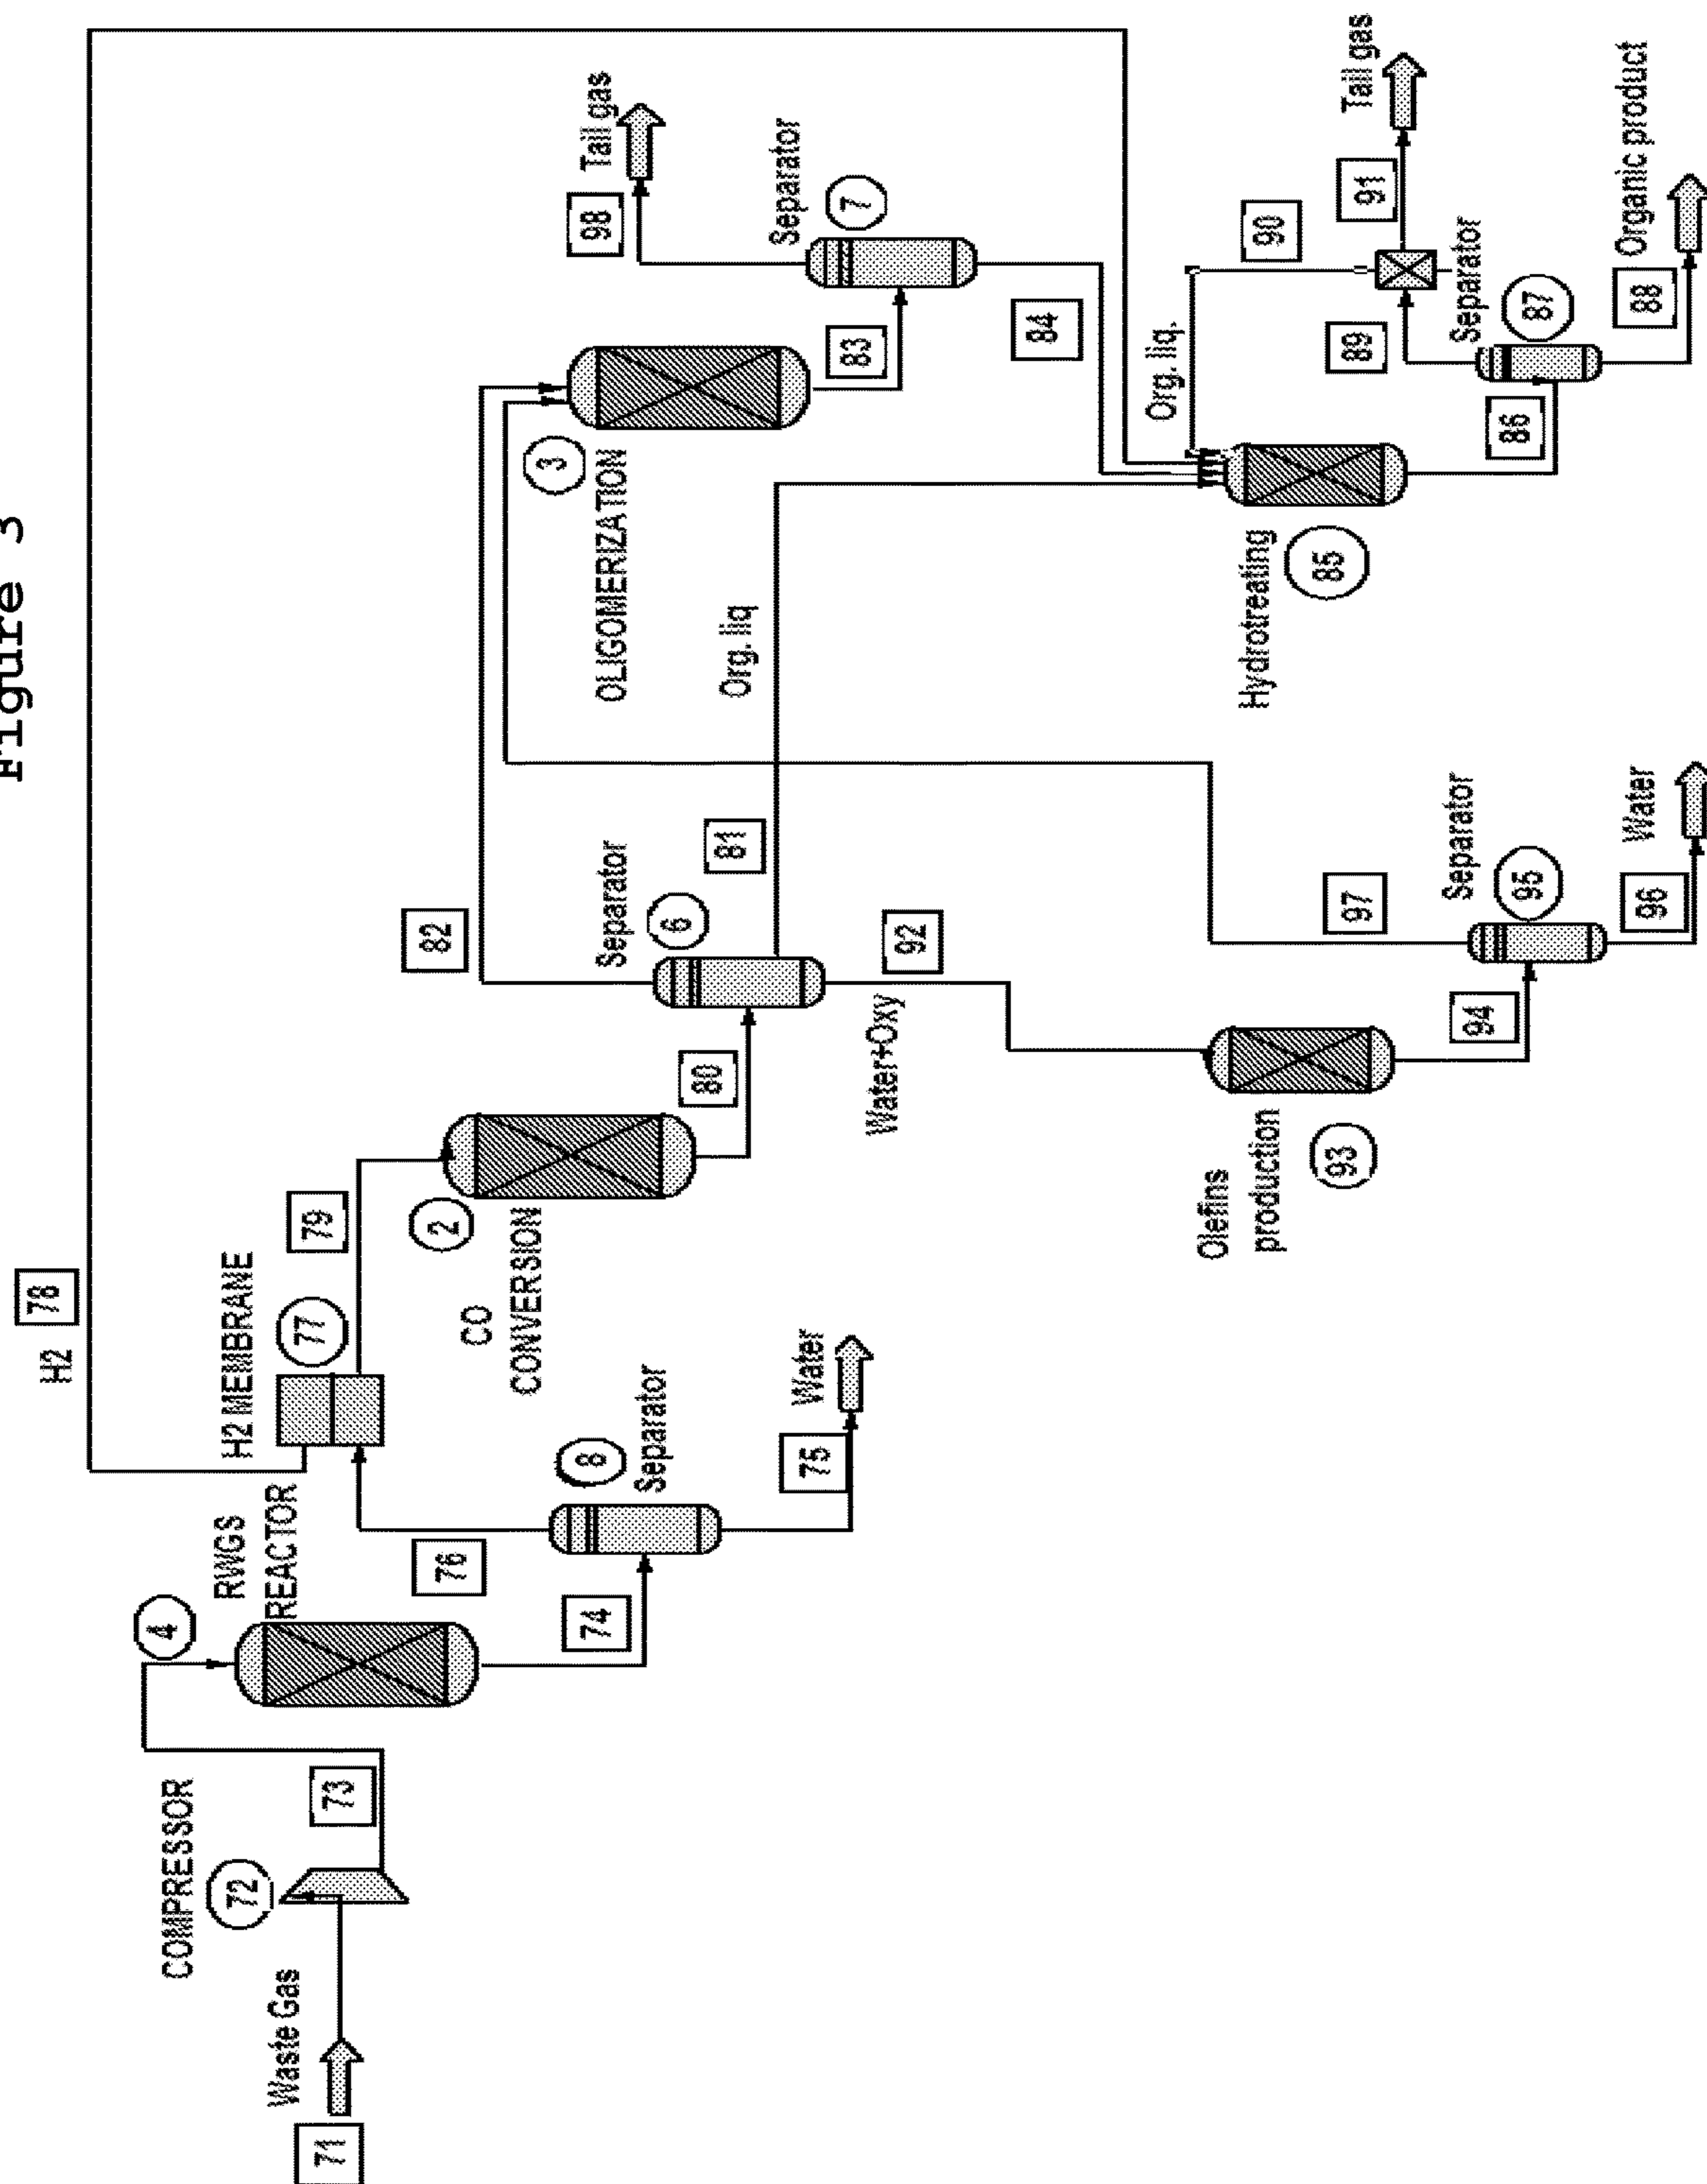 Figure 3
H2
78
COMPRESSOR
72
4
RWGS
REACTOR
H2 MEMBRANE
77
79
Waste Gas
71
73
76
74
8
Separator
75
Water
2
CO
CONVERSION
80
82
Separator
6
81
Org. liq
92
Water+Oxy
3
OLIGOMERIZATION
83
Separator
7
98
Tail gas
84
Olefins
production
93
94
97
Separator
95
96
Water
Hydrotreating
85
Org. liq.
90
86
89
Separator
87
91
Tail gas
88
Organic product